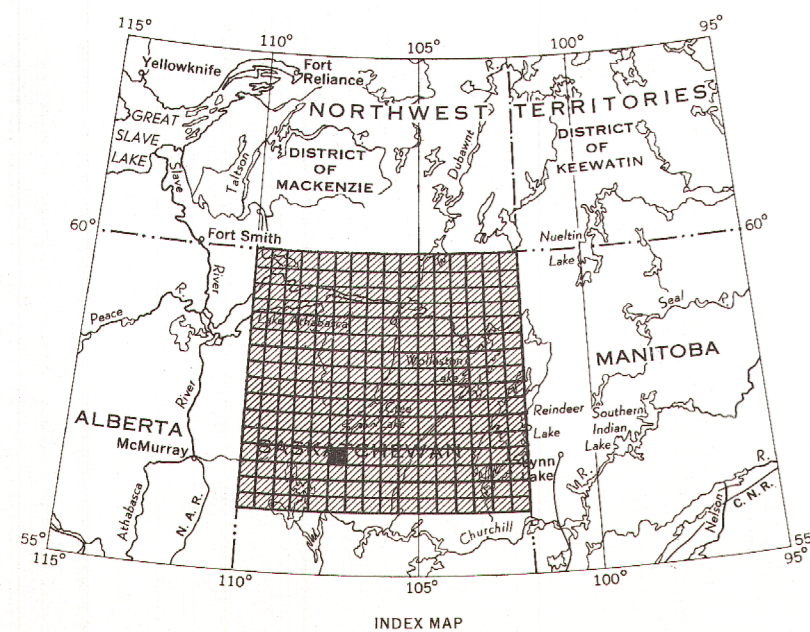 115°
110°
105°
100°
95°
Yellowknife
Fort
Reliance
R.
NORTHWEST TERRITORIES
GREAT
SLAVE
LAKE
Slave
Taltson
DISTRICT
OF
MACKENZIE
Dubawnt
DISTRICT
OF
KEEWATIN
60°
Fort Smith
Nueltin
Lake
60°
River
Peace
R.
Lake Athabasca
Seal R.
Wollaston
Lake
MANITOBA
River
Cree
Lake
Reindeer
Lake
Southern
Indian
Lake
ALBERTA
McMurray
SASKATCHEWAN
Lynn
Lake
R.
Athabasca
N. A. R.
Churchill
Nelson
C. N. R.
55°
115°
110°
105°
100°
55°
95°
INDEX MAP